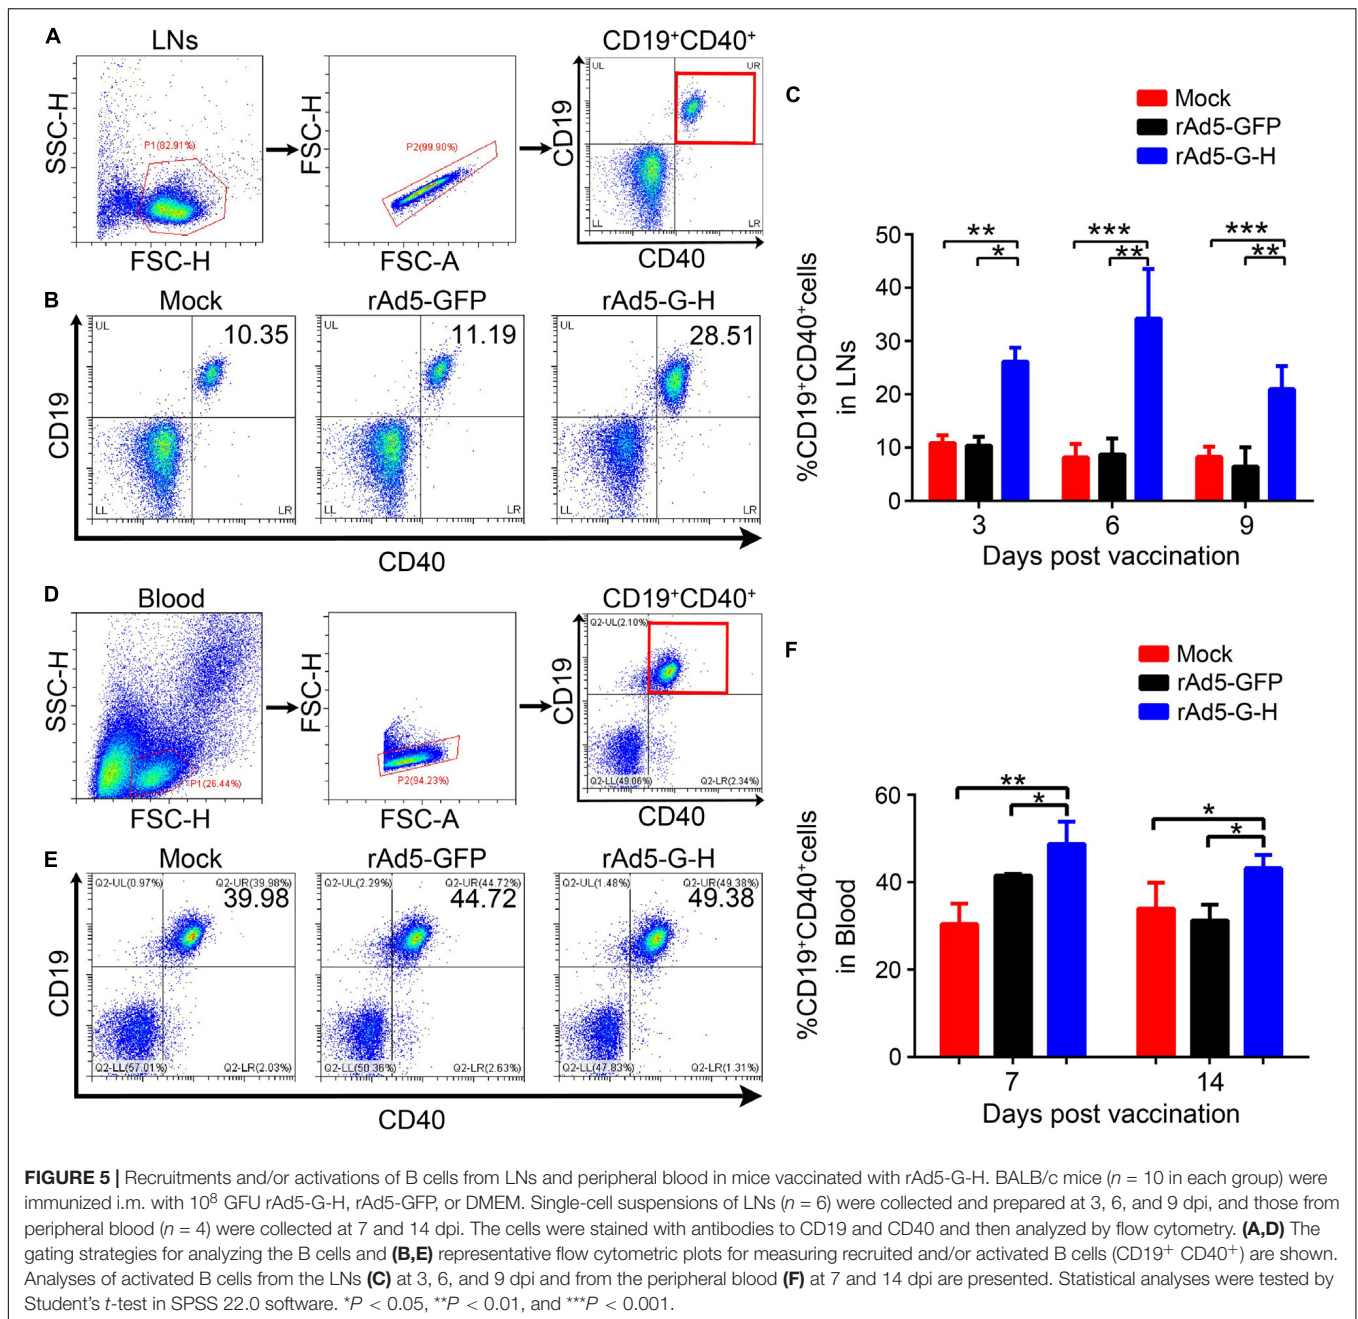 A
LNs
CD19⁺CD40⁺
SSC-H
P1(82.91%)
FSC-H
FSC-H
P2(99.90%)
FSC-A
CD19
UL
UR
LL
LR
CD40
B
Mock
rAd5-GFP
rAd5-G-H
CD19
UL
10.35
LL
LR
UL
11.19
LL
LR
UL
28.51
LL
LR
CD40
C
Mock
rAd5-GFP
rAd5-G-H
%CD19⁺CD40⁺cells
in LNs
50
40
30
20
10
0
**
*
***
**
***
**
3
6
9
Days post vaccination
D
Blood
CD19⁺CD40⁺
SSC-H
P1(26.44%)
FSC-H
FSC-H
P2(94.23%)
FSC-A
CD19
Q2-UL(2.10%)
Q2-LL(49.06%)
Q2-LR(2.34%)
CD40
E
Mock
rAd5-GFP
rAd5-G-H
CD19
Q2-UL(0.97%)
Q2-UR(39.98%)
39.98
Q2-LL(57.01%)
Q2-LR(2.03%)
Q2-UL(2.29%)
Q2-UR(44.72%)
44.72
Q2-LL(50.36%)
Q2-LR(2.63%)
Q2-UL(1.48%)
Q2-UR(49.38%)
49.38
Q2-LL(47.83%)
Q2-LR(1.31%)
CD40
F
Mock
rAd5-GFP
rAd5-G-H
%CD19⁺CD40⁺cells
in Blood
60
40
20
0
**
*
*
*
7
14
Days post vaccination
FIGURE 5 | Recruitments and/or activations of B cells from LNs and peripheral blood in mice vaccinated with rAd5-G-H. BALB/c mice (n = 10 in each group) were
immunized i.m. with 10⁸ GFU rAd5-G-H, rAd5-GFP, or DMEM. Single-cell suspensions of LNs (n = 6) were collected and prepared at 3, 6, and 9 dpi, and those from
peripheral blood (n = 4) were collected at 7 and 14 dpi. The cells were stained with antibodies to CD19 and CD40 and then analyzed by flow cytometry. (A,D) The
gating strategies for analyzing the B cells and (B,E) representative flow cytometric plots for measuring recruited and/or activated B cells (CD19⁺ CD40⁺) are shown.
Analyses of activated B cells from the LNs (C) at 3, 6, and 9 dpi and from the peripheral blood (F) at 7 and 14 dpi are presented. Statistical analyses were tested by
Student's t-test in SPSS 22.0 software. *P < 0.05, **P < 0.01, and ***P < 0.001.